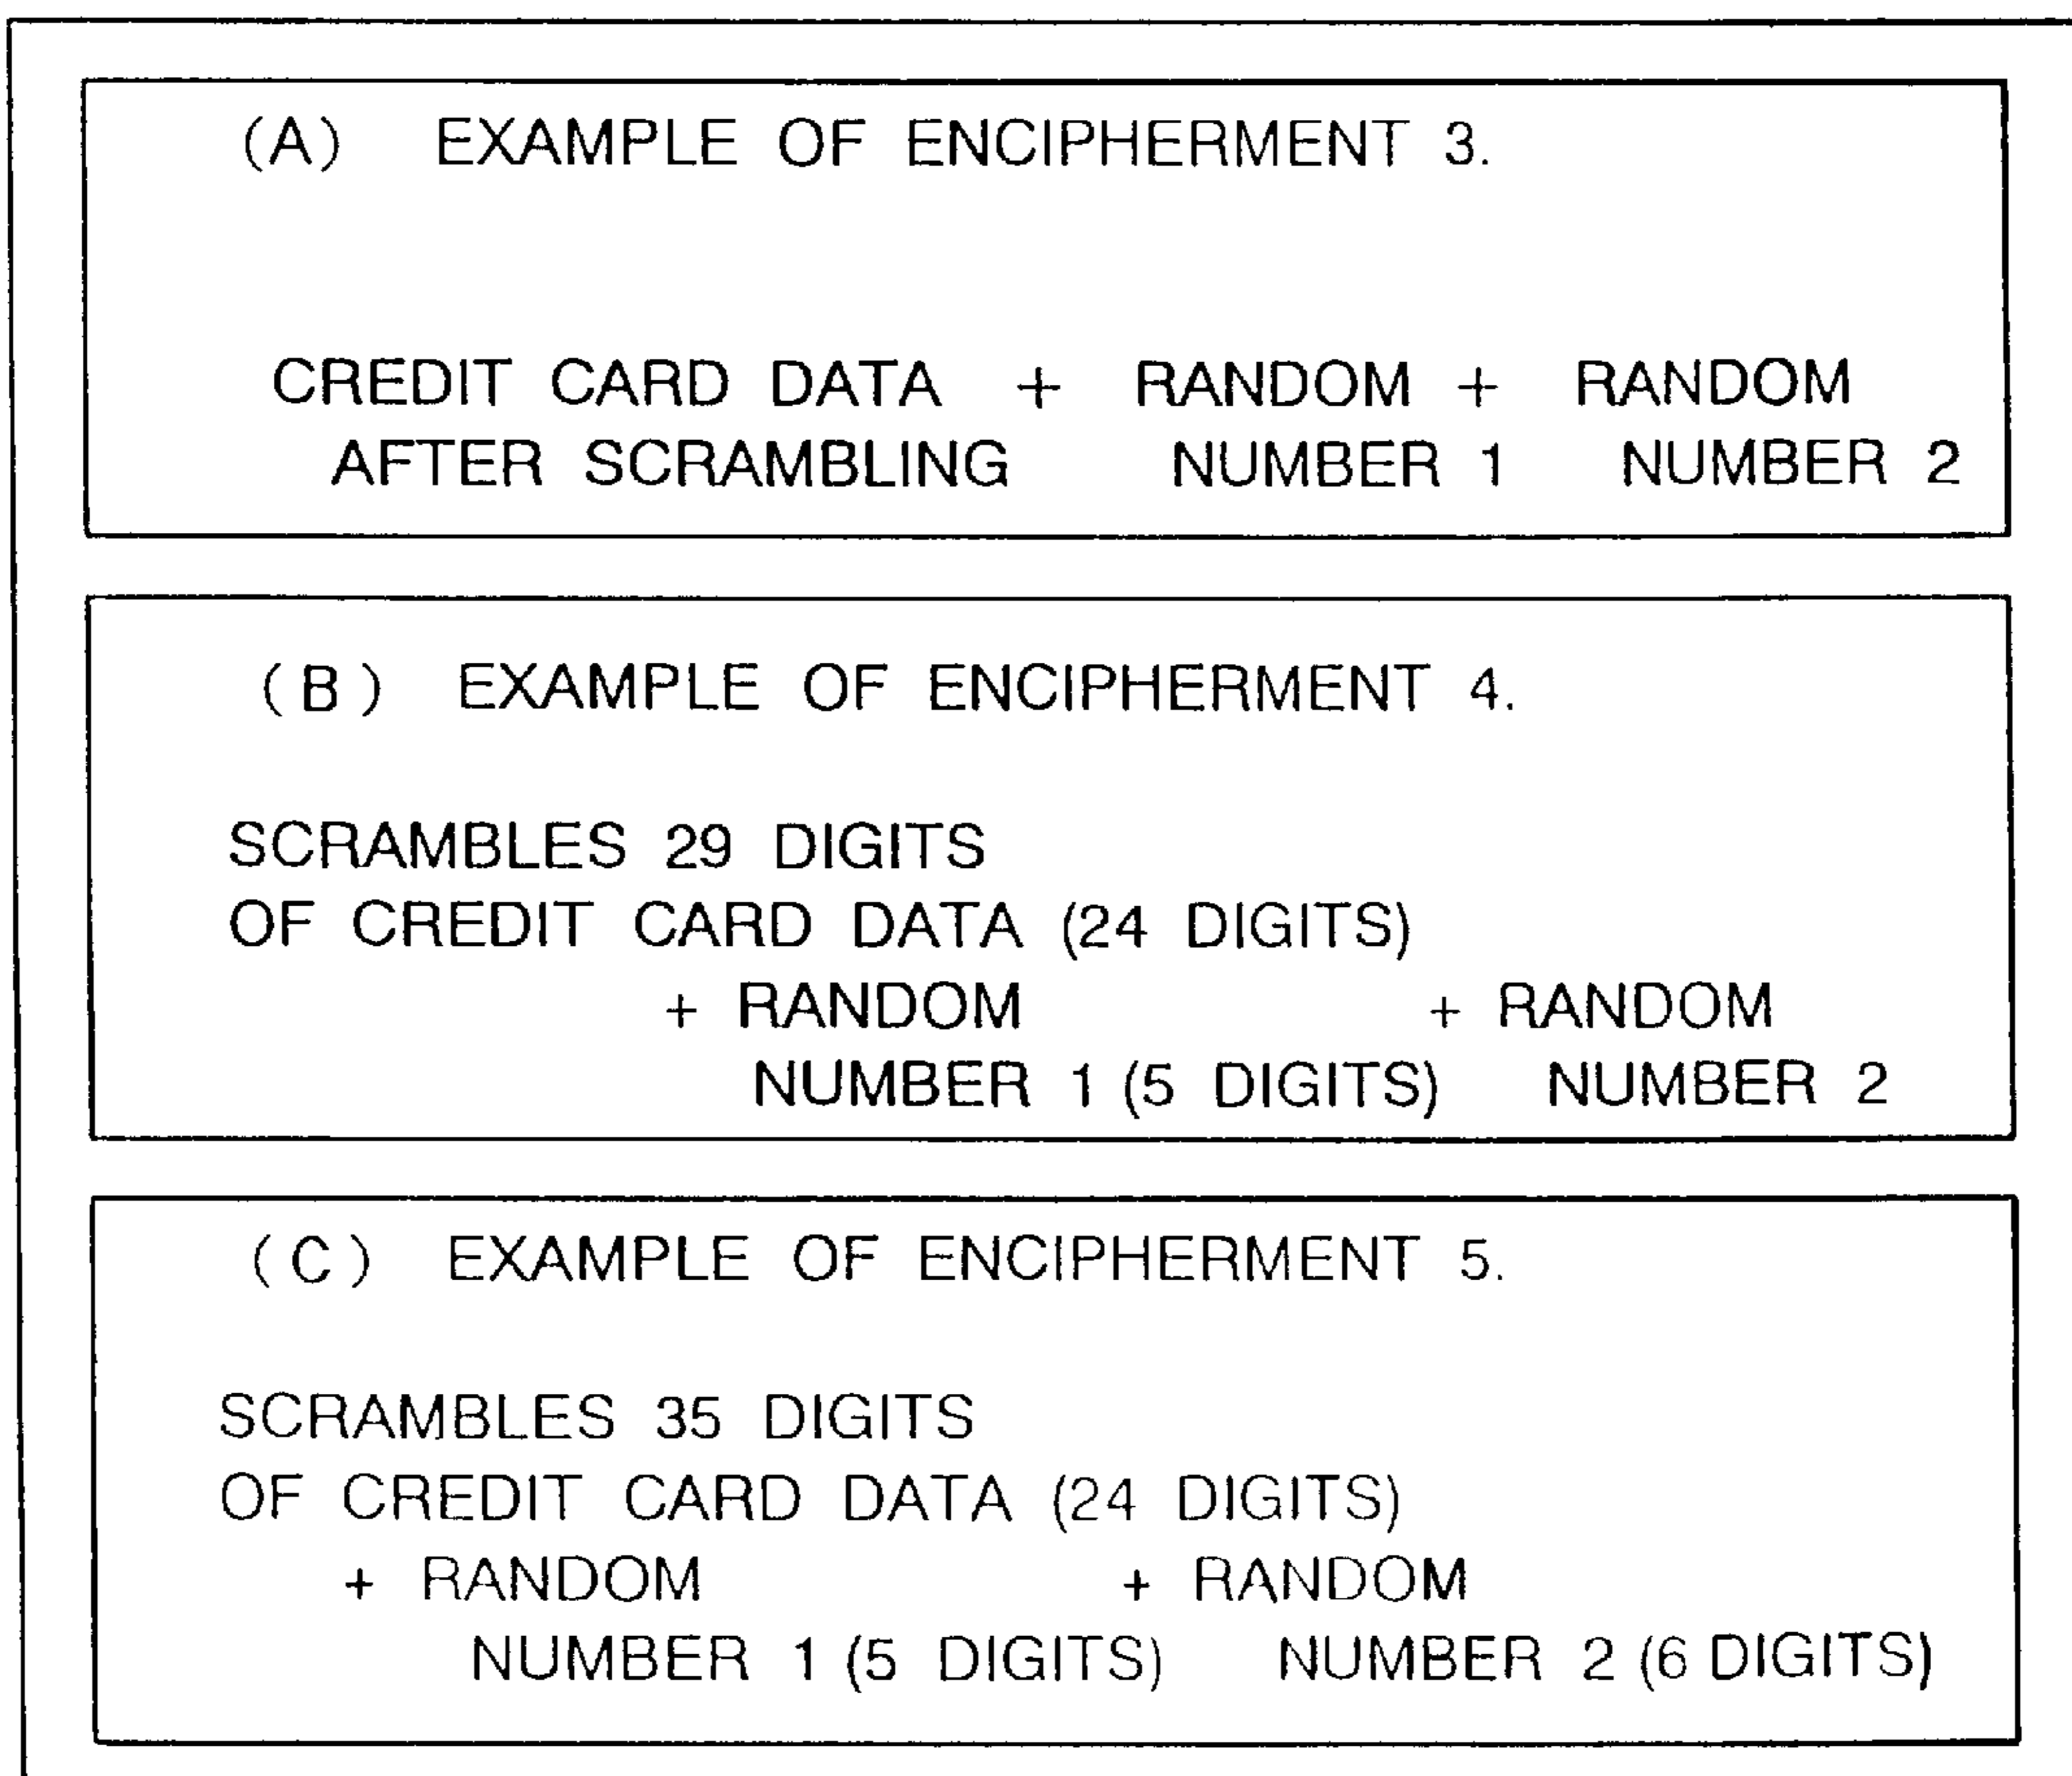 (A) EXAMPLE OF ENCIPHERMENT 3.
CREDIT CARD DATA + RANDOM + RANDOM
AFTER SCRAMBLING NUMBER 1 NUMBER 2
(B) EXAMPLE OF ENCIPHERMENT 4.
SCRAMBLES 29 DIGITS
OF CREDIT CARD DATA (24 DIGITS)
+ RANDOM + RANDOM
NUMBER 1 (5 DIGITS) NUMBER 2
(C) EXAMPLE OF ENCIPHERMENT 5.
SCRAMBLES 35 DIGITS
OF CREDIT CARD DATA (24 DIGITS)
+ RANDOM + RANDOM
NUMBER 1 (5 DIGITS) NUMBER 2 (6 DIGITS)